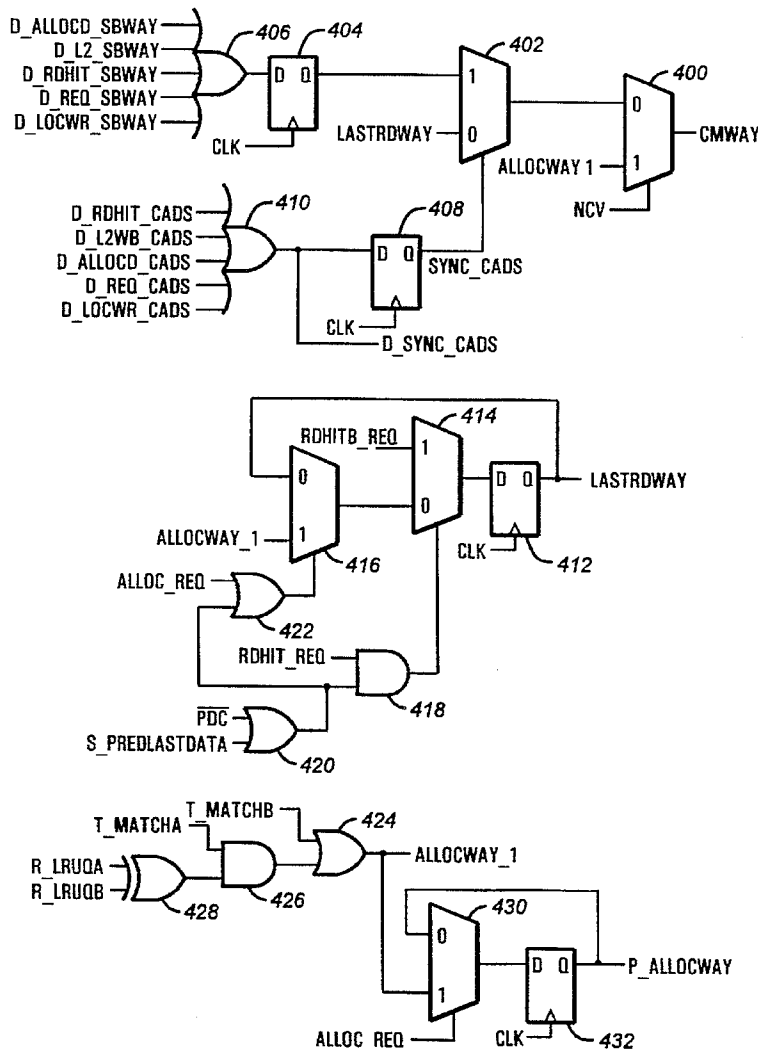 D_ALLOCD_SBWAY
D_L2_SBWAY
D_RDHIT_SBWAY
D_REQ_SBWAY
D_LOCWR_SBWAY
406
404
D Q
CLK
402
1
0
LASTRDWAY
400
0
1
ALLOCWAY 1
NCV
CMWAY
D_RDHIT_CADS
D_L2WB_CADS
D_ALLOCD_CADS
D_REQ_CADS
D_LOCWR_CADS
410
408
D Q
SYNC_CADS
CLK
D_SYNC_CADS
414
RDHITB_REQ
1
0
0
1
D Q
LASTRDWAY
ALLOCWAY_1
416
CLK
412
ALLOC_REQ
422
RDHIT_REQ
418
PDC
S_PREDLASTDATA
420
T_MATCHB
424
T_MATCHA
ALLOCWAY_1
R_LRUQA
R_LRUQB
428
426
430
0
1
D Q
P_ALLOCWAY
ALLOC REQ
CLK
432